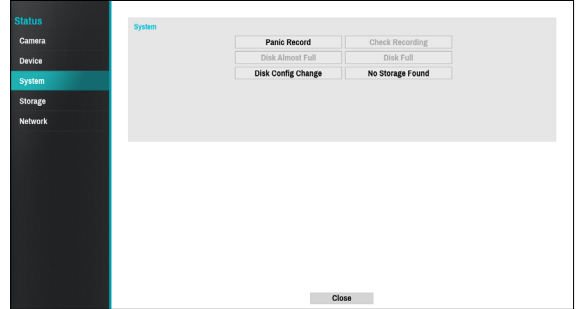 Status
Camera
Device
System
Storage
Network
System
Panic Record Check Recording
Disk Almost Full Disk Full
Disk Config Change No Storage Found
Close